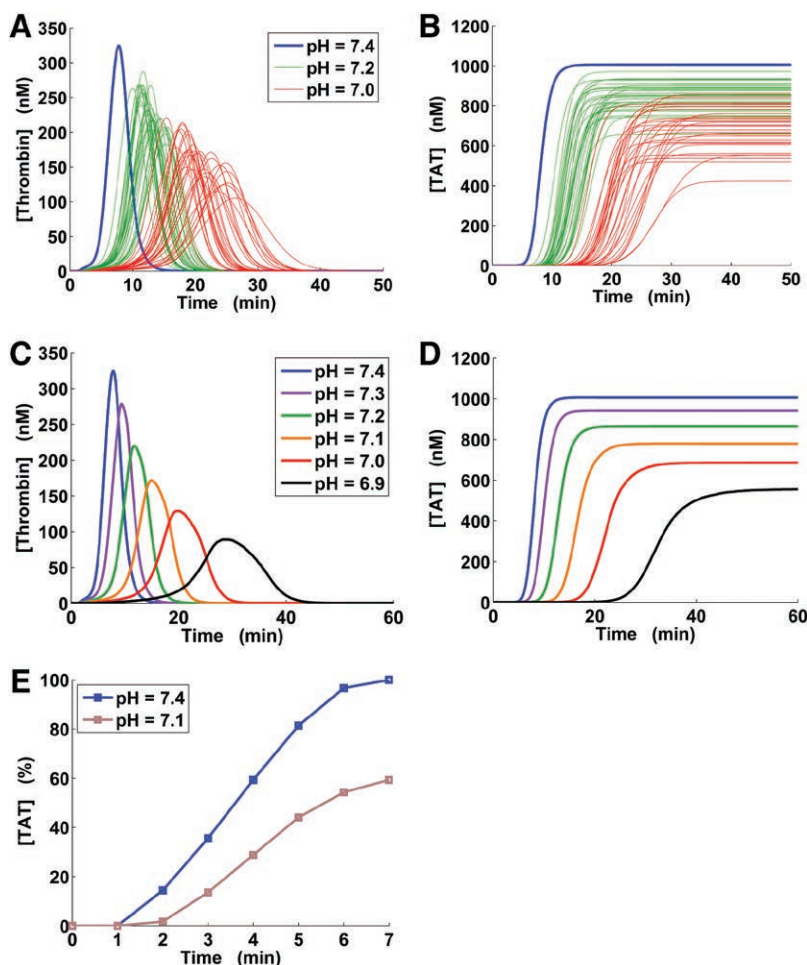 A
[Thrombin] (nM)
350
300
250
200
150
100
50
0
0 10 20 30 40 50
Time (min)
pH = 7.4
pH = 7.2
pH = 7.0
B
[TAT] (nM)
1200
1000
800
600
400
200
0
0 10 20 30 40 50
Time (min)
C
[Thrombin] (nM)
350
300
250
200
150
100
50
0
0 20 40 60
Time (min)
pH = 7.4
pH = 7.3
pH = 7.2
pH = 7.1
pH = 7.0
pH = 6.9
D
[TAT] (nM)
1200
1000
800
600
400
200
0
0 20 40 60
Time (min)
E
[TAT] (%)
100
80
60
40
20
0
0 1 2 3 4 5 6 7
Time (min)
pH = 7.4
pH = 7.1